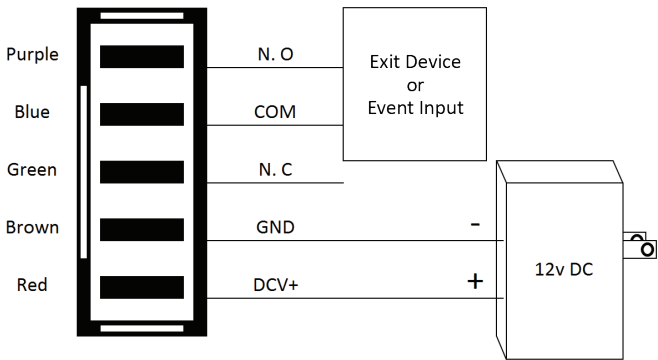 Purple
N. O
Exit Device
or
Event Input
Blue
COM
Green
N. C
Brown
GND
-
12v DC
Red
DCV+
+